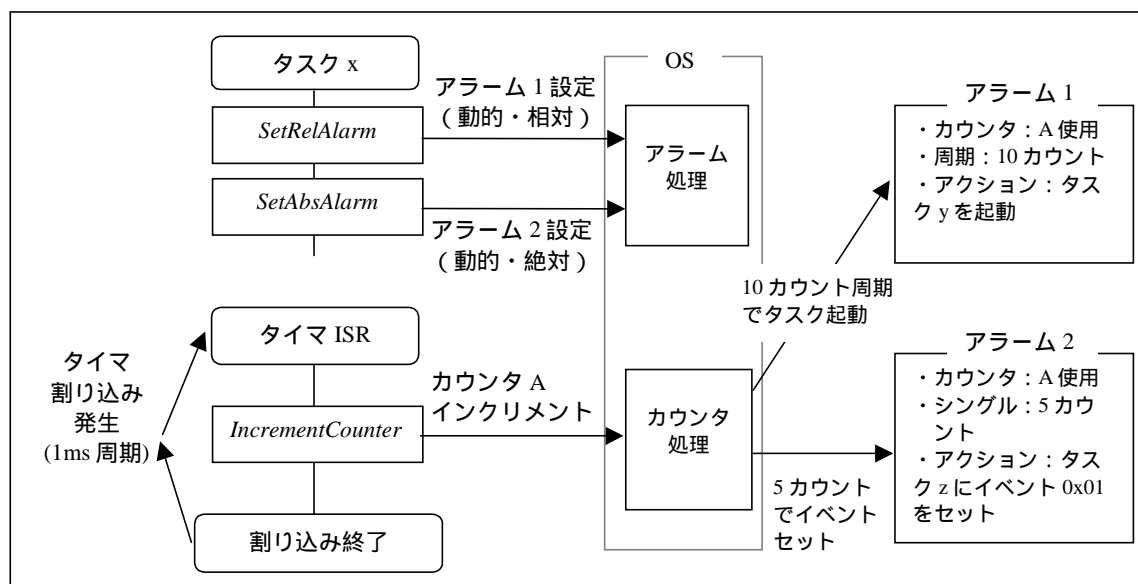 タスク x
SetRelAlarm
SetAbsAlarm
アラーム 1 設定
（動的・相対）
アラーム 2 設定
（動的・絶対）
OS
アラーム
処理
アラーム 1
・カウンタ：A 使用
・周期：10 カウント
・アクション：タス
ク y を起動
10 カウント周期
でタスク起動
タイマ
割り込み
発生
(1ms 周期)
タイマ ISR
IncrementCounter
割り込み終了
カウンタ A
インクリメント
カウンタ
処理
5 カウント
でイベント
セット
アラーム 2
・カウンタ：A 使用
・シングル：5 カウ
ント
・アクション：タス
ク z にイベント 0x01
をセット